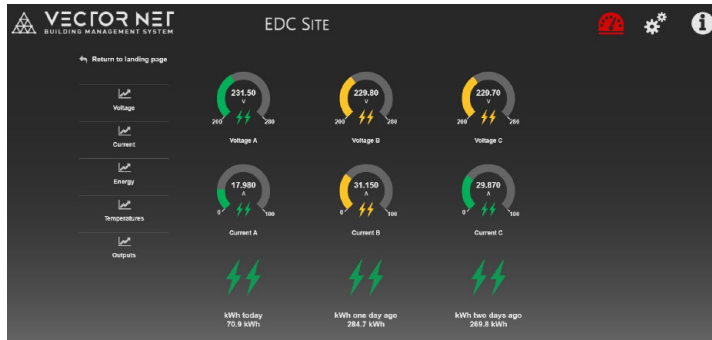 VECTOR NET
BUILDING MANAGEMENT SYSTEM
EDC SITE
Return to landing page
Voltage
Current
Energy
Temperatures
Outputs
231.50
V
200 280
Voltage A
229.80
V
200 280
Voltage B
229.70
V
200 280
Voltage C
17.980
A
0 100
Current A
31.150
A
0 100
Current B
29.870
A
0 100
Current C
kWh today
70.9 kWh
kWh one day ago
284.7 kWh
kWh two days ago
269.8 kWh